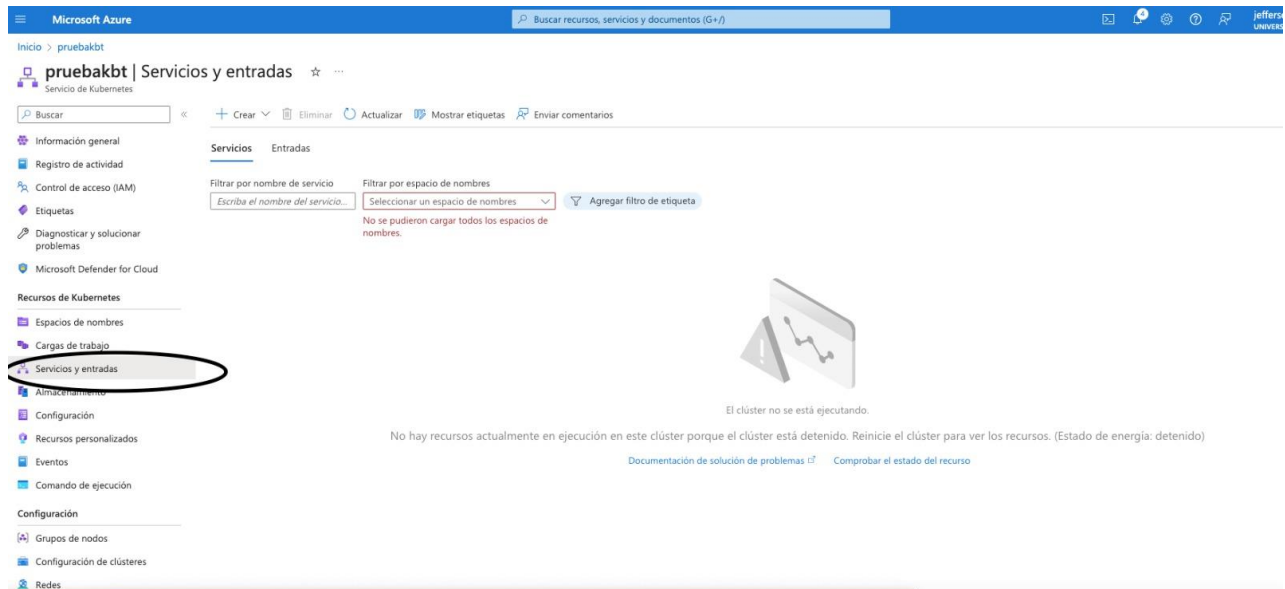 Microsoft Azure
Buscar recursos, servicios y documentos (G+/)
4
jefferse
UNIVERS
Inicio > pruebakbt
pruebakbt | Servicios y entradas
Servicio de Kubernetes
Buscar
Crear Eliminar Actualizar Mostrar etiquetas Enviar comentarios
Información general
Registro de actividad
Control de acceso (IAM)
Etiquetas
Diagnosticar y solucionar
problemas
Microsoft Defender for Cloud
Recursos de Kubernetes
Espacios de nombres
Cargas de trabajo
Servicios y entradas
Almacenamiento
Configuración
Recursos personalizados
Eventos
Comando de ejecución
Configuración
Grupos de nodos
Configuración de clústeres
Redes
Servicios Entradas
Filtrar por nombre de servicio Filtrar por espacio de nombres
Escriba el nombre del servicio... Seleccionar un espacio de nombres Agregar filtro de etiqueta
No se pudieron cargar todos los espacios de
nombres.
El clúster no se está ejecutando.
No hay recursos actualmente en ejecución en este clúster porque el clúster está detenido. Reinicie el clúster para ver los recursos. (Estado de energía: detenido)
Documentación de solución de problemas Comprobar el estado del recurso